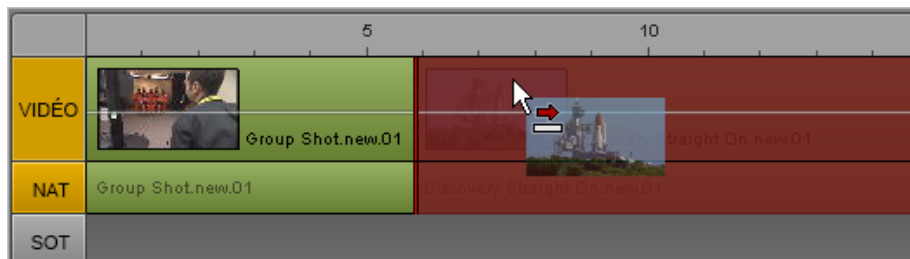 5 10
VIDÉO
Group Shot.new.01
Straight On.new.01
NAT
Group Shot.new.01
Discovery Straight On.new.01
SOT